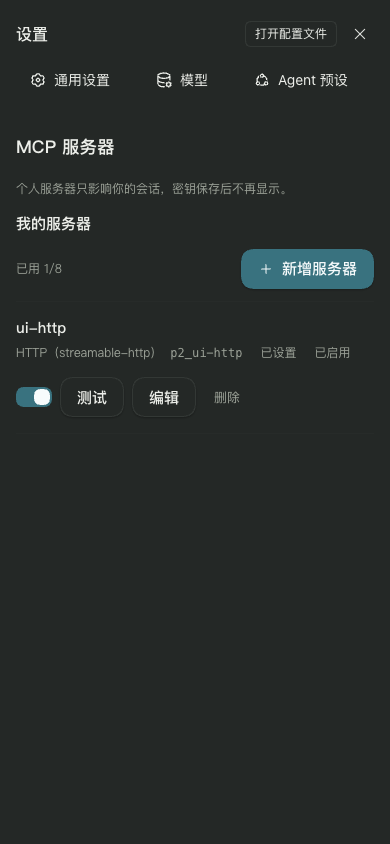 设置 打开配置文件
通用设置 模型 Agent 预设
MCP 服务器
个人服务器只影响你的会话，密钥保存后不再显示。
我的服务器
已用 1/8 + 新增服务器
ui-http
HTTP（streamable-http） p2_ui-http 已设置 已启用
测试 编辑 删除